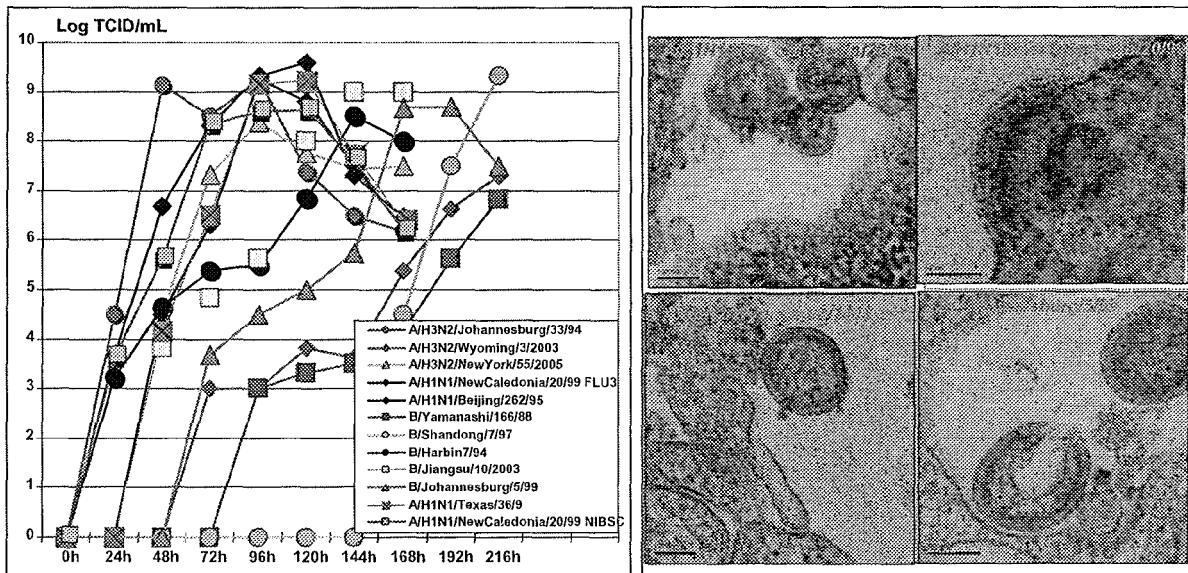 Log TCID/mL
10
9
8
7
6
5
4
3
2
1
0
0h 24h 48h 72h 96h 120h 144h 168h 192h 216h
A/H3N2/Johannesburg/33/94
A/H3N2/Wyoming/3/2003
A/H3N2/NewYork/55/2005
A/H1N1/NewCaledonia/20/99 FLU3
A/H1N1/Beijing/262/95
B/Yamanashi/166/88
B/Shandong/7/97
B/Harbin7/94
B/Jiangsu/10/2003
B/Johannesburg/5/99
A/H1N1/Texas/36/9
A/H1N1/NewCaledonia/20/99 NIBSC